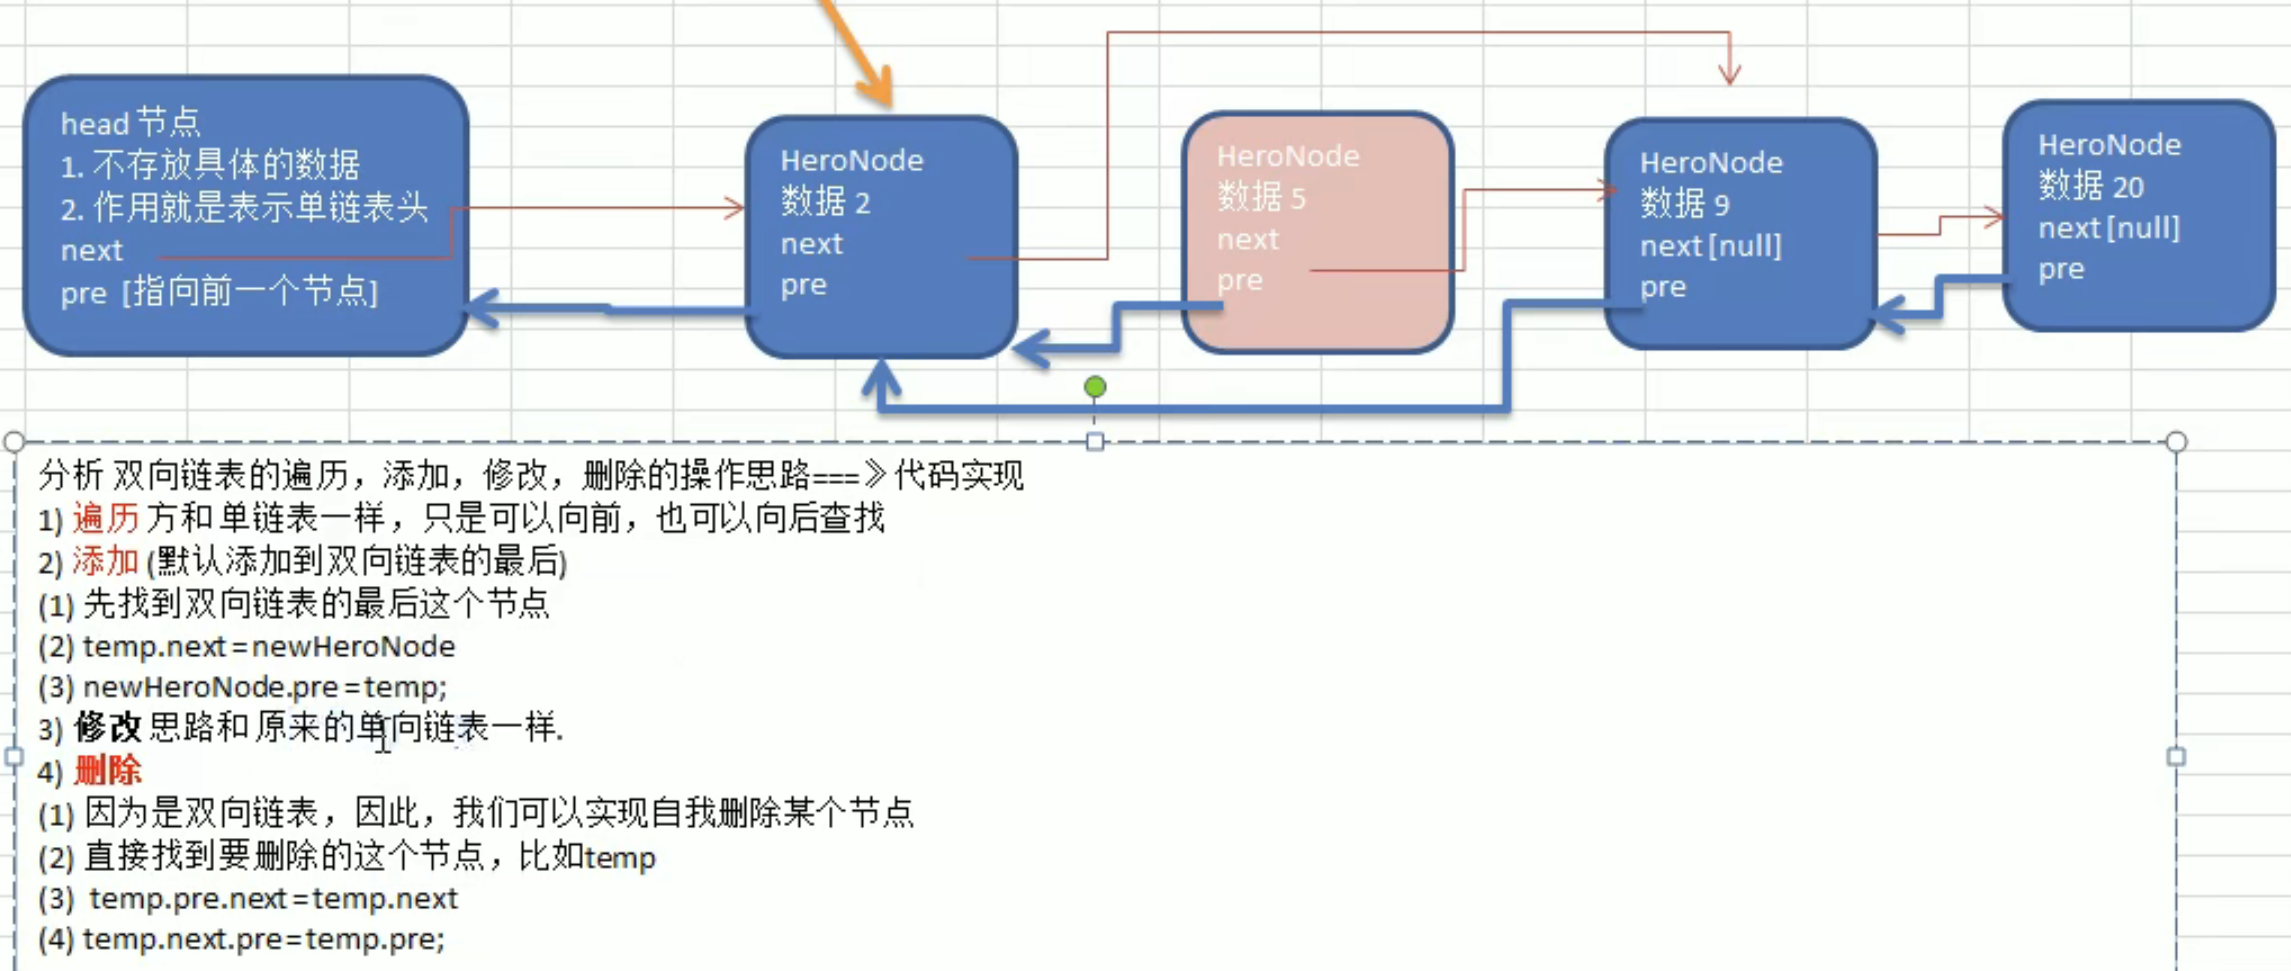 head 节点
1. 不存放具体的数据
2. 作用就是表示单链表头
next
pre [指向前一个节点]
HeroNode
数据 2
next
pre
HeroNode
数据 5
next
pre
HeroNode
数据 9
next [null]
pre
HeroNode
数据 20
next [null]
pre
分析 双向链表的遍历，添加，修改，删除的操作思路===》代码实现
1) 遍历 方和 单链表一样，只是可以向前，也可以向后查找
2) 添加 (默认添加到双向链表的最后)
(1) 先找到双向链表的最后这个节点
(2) temp.next = newHeroNode
(3) newHeroNode.pre = temp;
3) 修改 思路和 原来的单向链表一样.
4) 删除
(1) 因为是双向链表，因此，我们可以实现自我删除某个节点
(2) 直接找到要删除的这个节点，比如temp
(3) temp.pre.next = temp.next
(4) temp.next.pre = temp.pre;